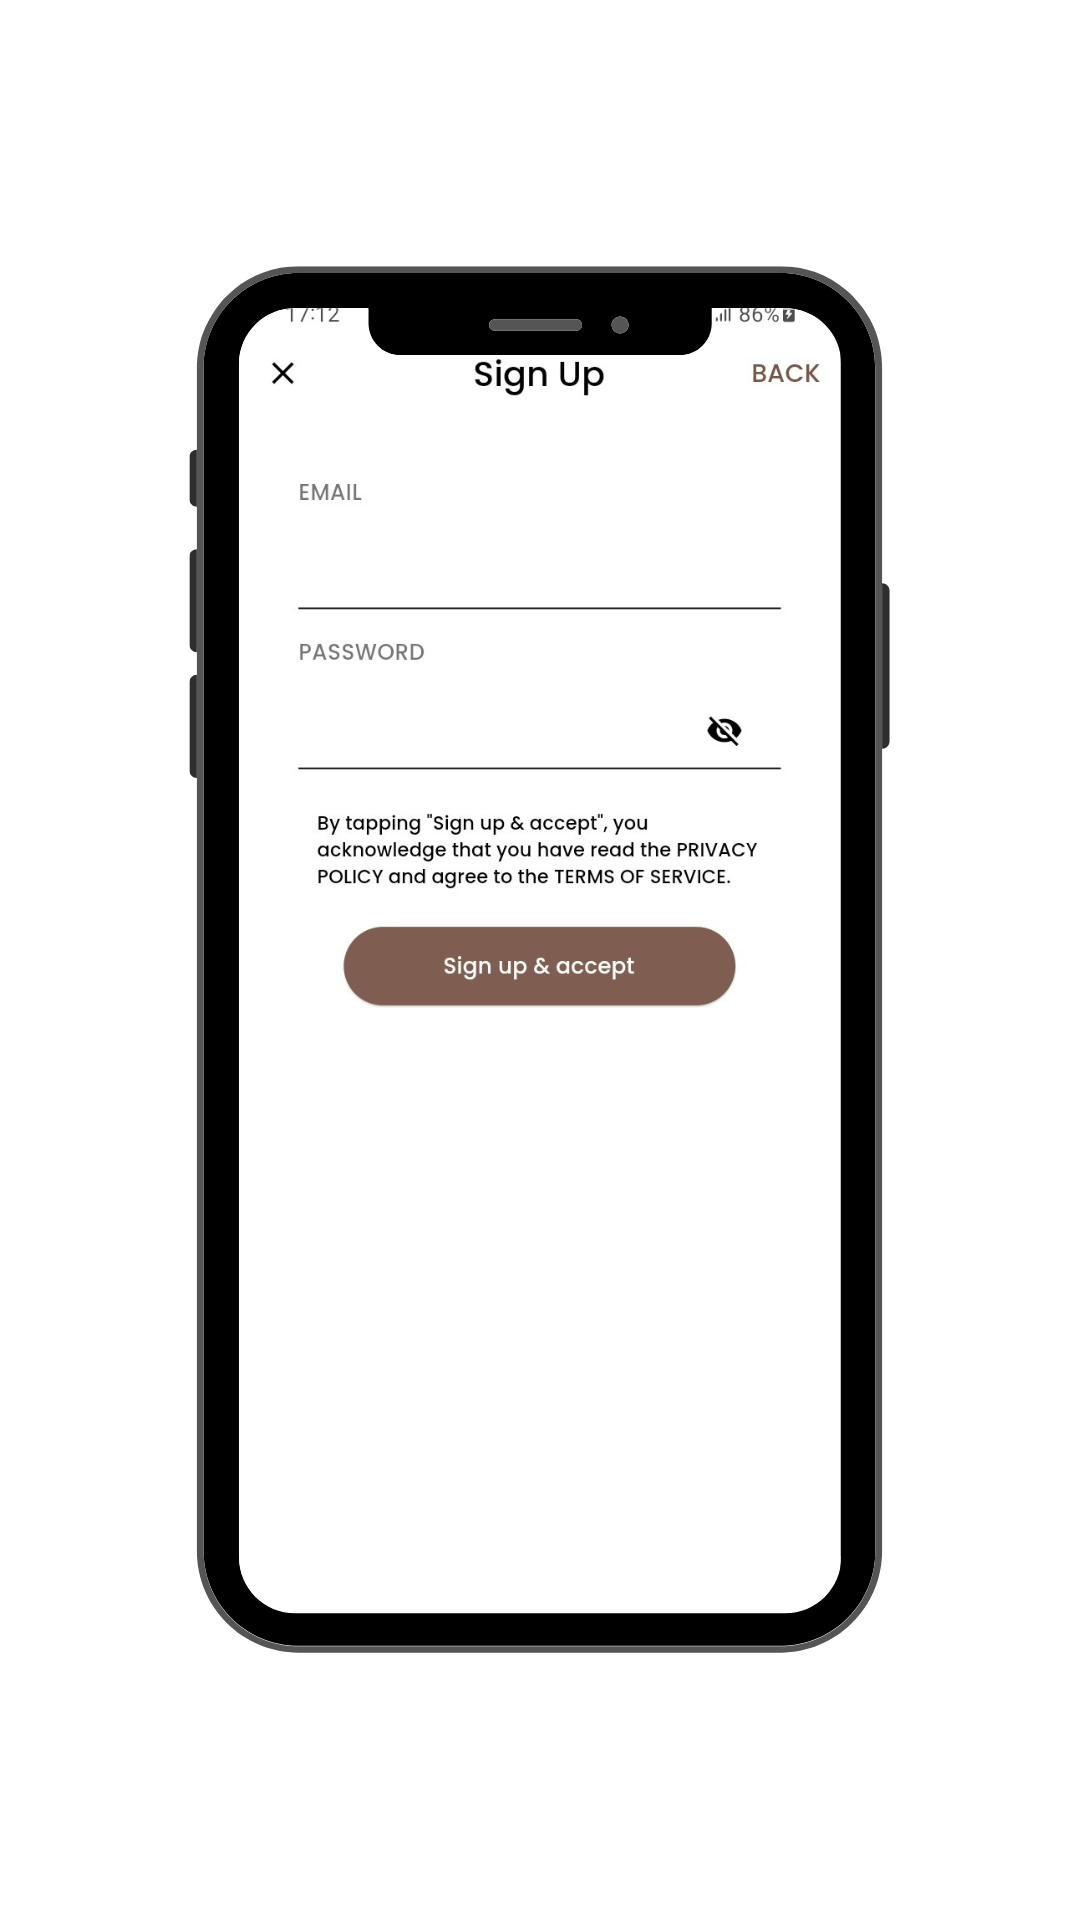 17:12 86%
Sign Up BACK
EMAIL
PASSWORD
By tapping "Sign up & accept", you
acknowledge that you have read the PRIVACY
POLICY and agree to the TERMS OF SERVICE.
Sign up & accept